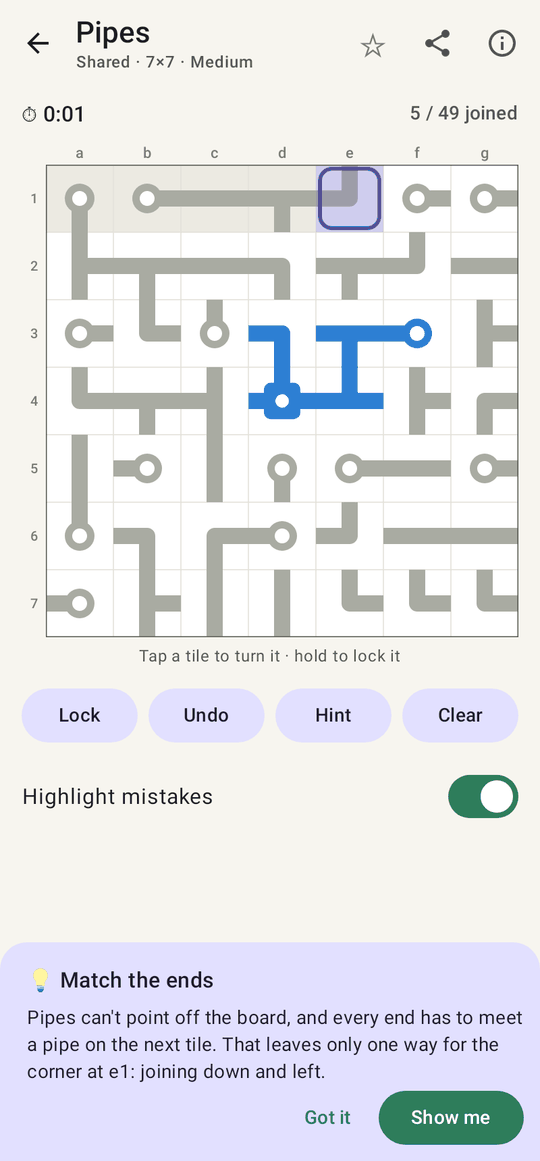 Pipes
Shared · 7×7 · Medium
0:01
5 / 49 joined
a b c d e f g
1
2
3
4
5
6
7
Tap a tile to turn it · hold to lock it
Lock Undo Hint Clear
Highlight mistakes
Match the ends
Pipes can't point off the board, and every end has to meet
a pipe on the next tile. That leaves only one way for the
corner at e1: joining down and left.
Got it Show me